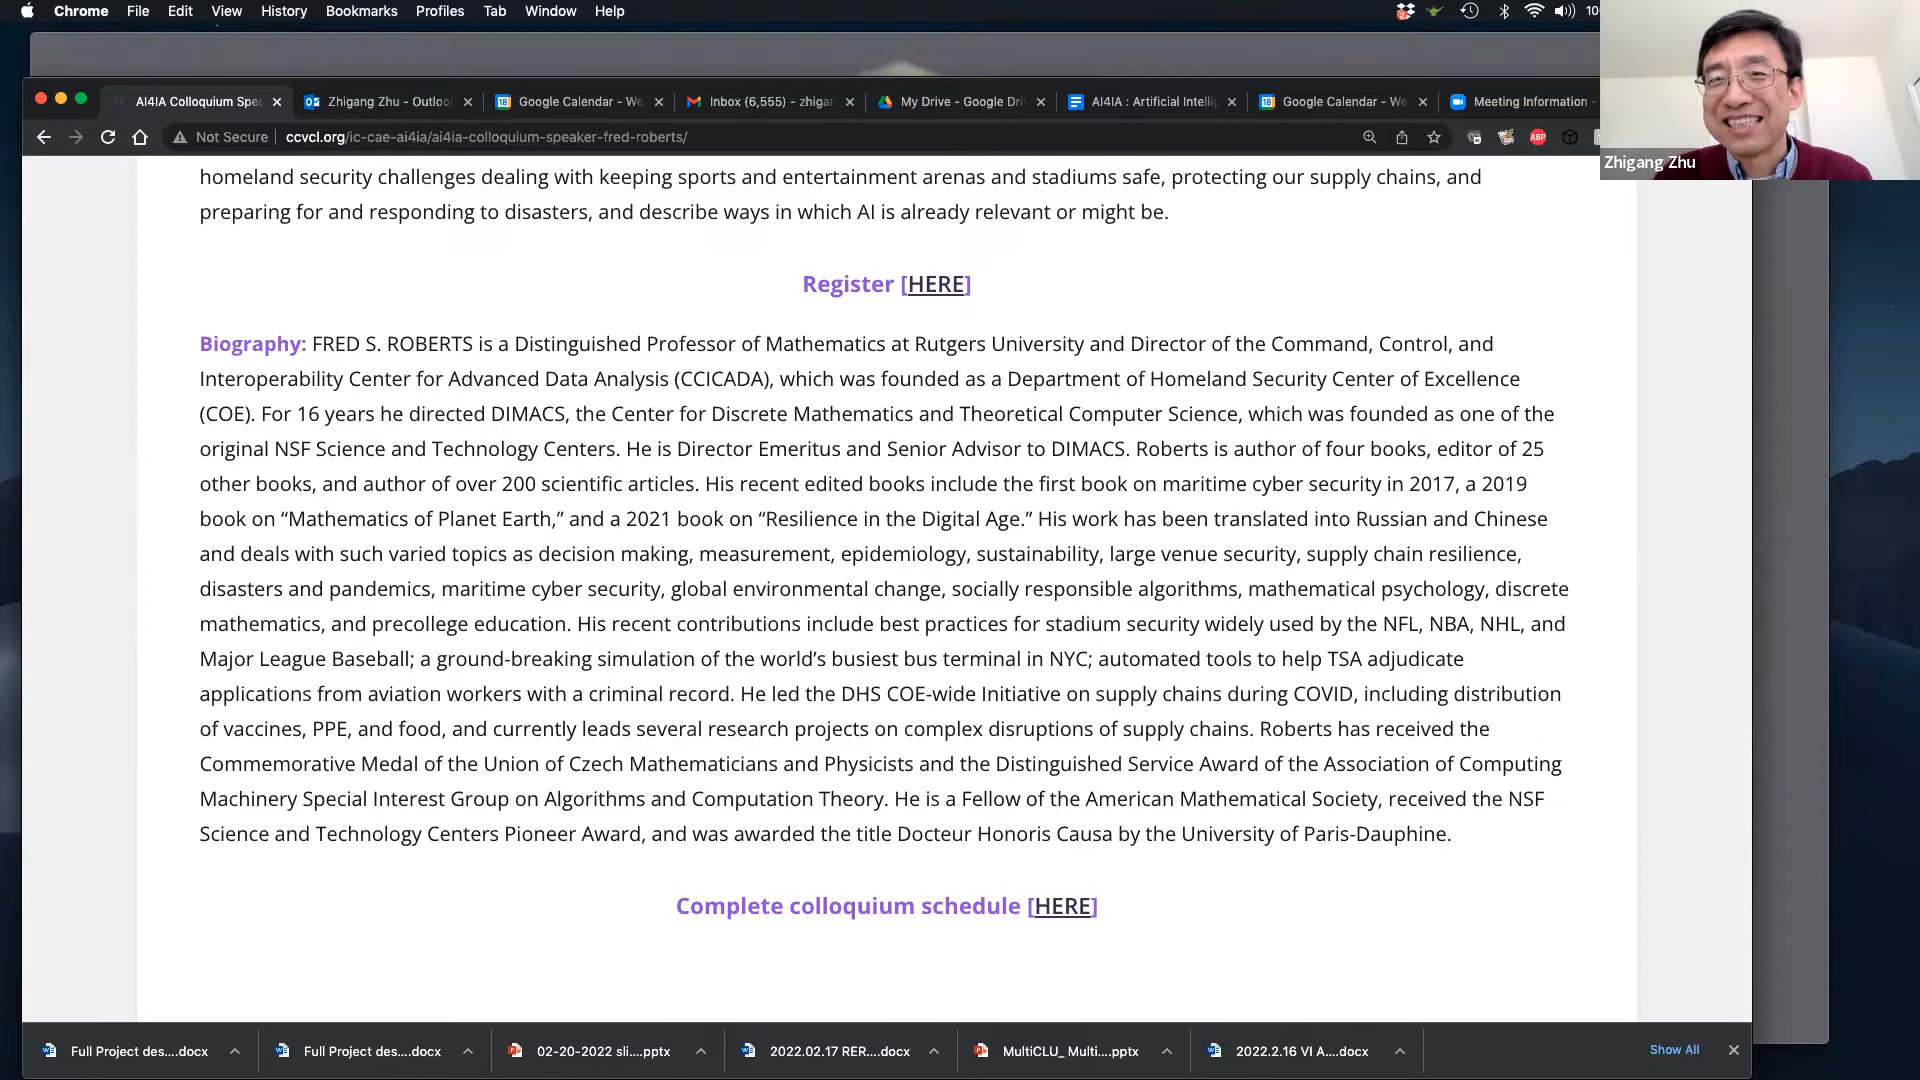 Chrome File Edit View History Bookmarks Profiles Tab Window Help
AI4IA Colloquium Spe
Zhigang Zhu - Outloo
Google Calendar - We
Inbox (6,555) - zhigan
My Drive - Google Dri
AI4IA : Artificial Intelli
Google Calendar - We
Meeting Information -
Not Secure ccvcl.org/ic-cae-ai4ia/ai4ia-colloquium-speaker-fred-roberts/
ABP
Zhigang Zhu
homeland security challenges dealing with keeping sports and entertainment arenas and stadiums safe, protecting our supply chains, and
preparing for and responding to disasters, and describe ways in which AI is already relevant or might be.
Register [HERE]
Biography: FRED S. ROBERTS is a Distinguished Professor of Mathematics at Rutgers University and Director of the Command, Control, and
Interoperability Center for Advanced Data Analysis (CCICADA), which was founded as a Department of Homeland Security Center of Excellence
(COE). For 16 years he directed DIMACS, the Center for Discrete Mathematics and Theoretical Computer Science, which was founded as one of the
original NSF Science and Technology Centers. He is Director Emeritus and Senior Advisor to DIMACS. Roberts is author of four books, editor of 25
other books, and author of over 200 scientific articles. His recent edited books include the first book on maritime cyber security in 2017, a 2019
book on “Mathematics of Planet Earth,” and a 2021 book on “Resilience in the Digital Age.” His work has been translated into Russian and Chinese
and deals with such varied topics as decision making, measurement, epidemiology, sustainability, large venue security, supply chain resilience,
disasters and pandemics, maritime cyber security, global environmental change, socially responsible algorithms, mathematical psychology, discrete
mathematics, and precollege education. His recent contributions include best practices for stadium security widely used by the NFL, NBA, NHL, and
Major League Baseball; a ground-breaking simulation of the world’s busiest bus terminal in NYC; automated tools to help TSA adjudicate
applications from aviation workers with a criminal record. He led the DHS COE-wide Initiative on supply chains during COVID, including distribution
of vaccines, PPE, and food, and currently leads several research projects on complex disruptions of supply chains. Roberts has received the
Commemorative Medal of the Union of Czech Mathematicians and Physicists and the Distinguished Service Award of the Association of Computing
Machinery Special Interest Group on Algorithms and Computation Theory. He is a Fellow of the American Mathematical Society, received the NSF
Science and Technology Centers Pioneer Award, and was awarded the title Docteur Honoris Causa by the University of Paris-Dauphine.
Complete colloquium schedule [HERE]
Full Project des....docx
Full Project des....docx
02-20-2022 sli....pptx
2022.02.17 RER....docx
MultiCLU_ Multi....pptx
2022.2.16 VI A....docx
Show All